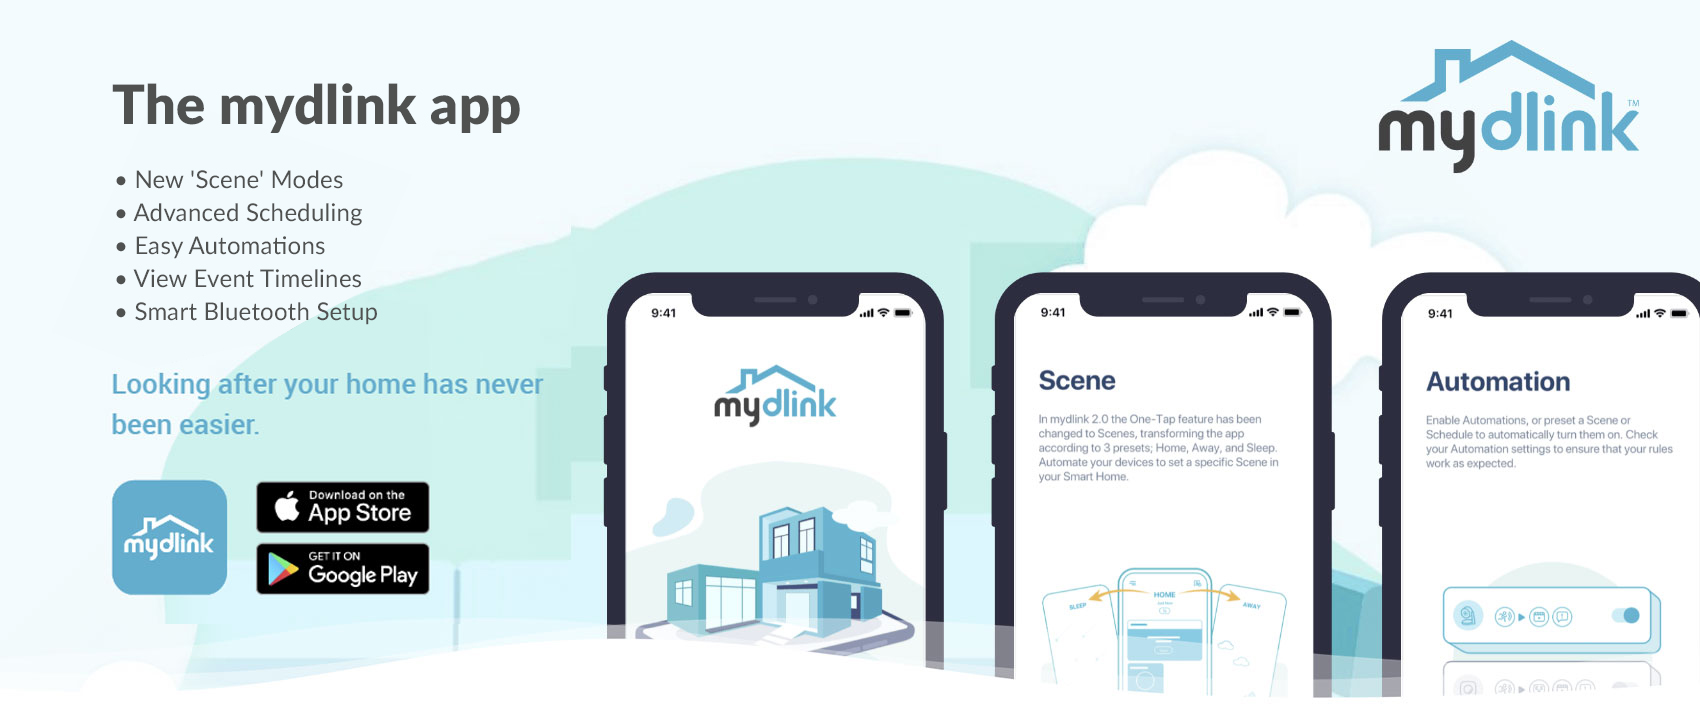 The mydlink app
• New 'Scene' Modes
• Advanced Scheduling
• Easy Automations
• View Event Timelines
• Smart Bluetooth Setup
Looking after your home has never
been easier.
mydlink
Download on the
App Store
GET IT ON
Google Play
mydlink™
9:41
mydlink
9:41
Scene
In mydlink 2.0 the One-Tap feature has been
changed to Scenes, transforming the app
according to 3 presets; Home, Away, and Sleep.
Automate your devices to set a specific Scene in
your Smart Home.
SLEEP
HOME
AWAY
9:41
Automation
Enable Automations, or preset a Scene or
Schedule to automatically turn them on. Check
your Automation settings to ensure that your rules
work as expected.